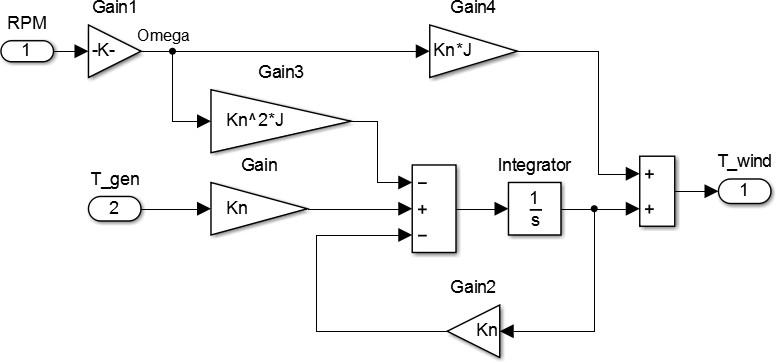 Gain1
Gain4
RPM
1
-K-
Omega
Kn*J
Gain3
Kn^2*J
Gain
Integrator
T_wind
T_gen
2
Kn
−
+
−
1
s
+
+
1
Gain2
Kn